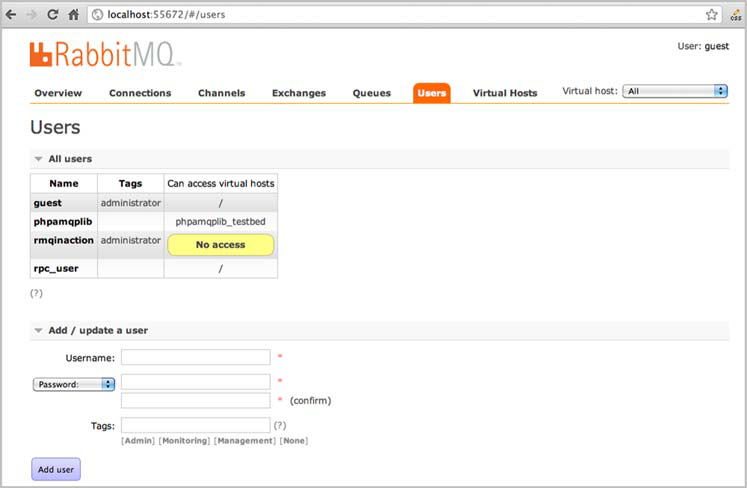 localhost:55672/#/users
css
RabbitMQ
User: guest
Overview Connections Channels Exchanges Queues Users Virtual Hosts Virtual host: All
Users
All users
Name Tags Can access virtual hosts
guest administrator /
phpamqplib phpamqplib_testbed
rmqinaction administrator No access
rpc_user /
(?)
Add / update a user
Username: *
Password: *
* (confirm)
Tags: (?)
[Admin] [Monitoring] [Management] [None]
Add user